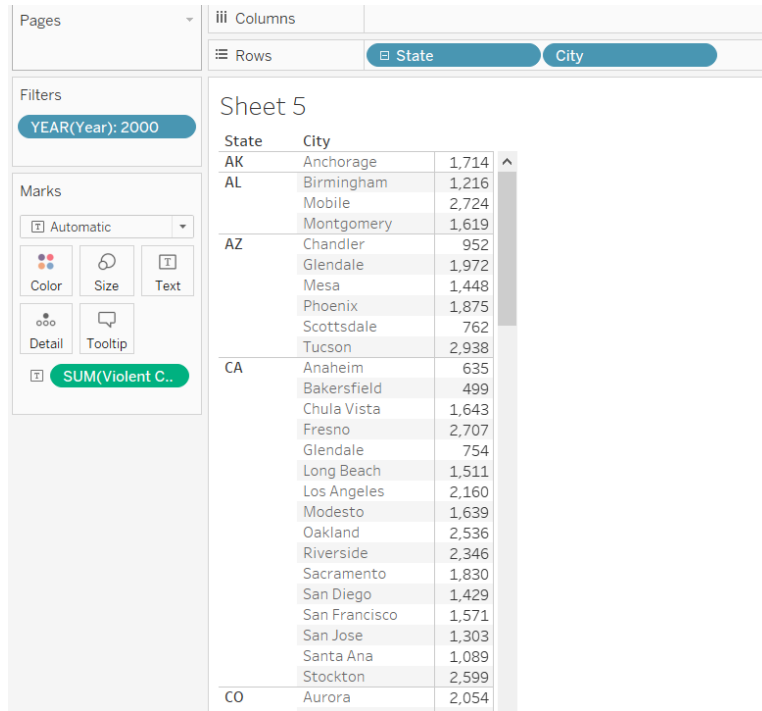 Pages
iii Columns
Rows
State City
Filters
YEAR(Year): 2000
Marks
T Automatic
Color Size Text
Detail Tooltip
T SUM(Violent C..
Sheet 5
State City
AK Anchorage 1,714
AL Birmingham 1,216
Mobile 2,724
Montgomery 1,619
AZ Chandler 952
Glendale 1,972
Mesa 1,448
Phoenix 1,875
Scottsdale 762
Tucson 2,938
CA Anaheim 635
Bakersfield 499
Chula Vista 1,643
Fresno 2,707
Glendale 754
Long Beach 1,511
Los Angeles 2,160
Modesto 1,639
Oakland 2,536
Riverside 2,346
Sacramento 1,830
San Diego 1,429
San Francisco 1,571
San Jose 1,303
Santa Ana 1,089
Stockton 2,599
CO Aurora 2,054